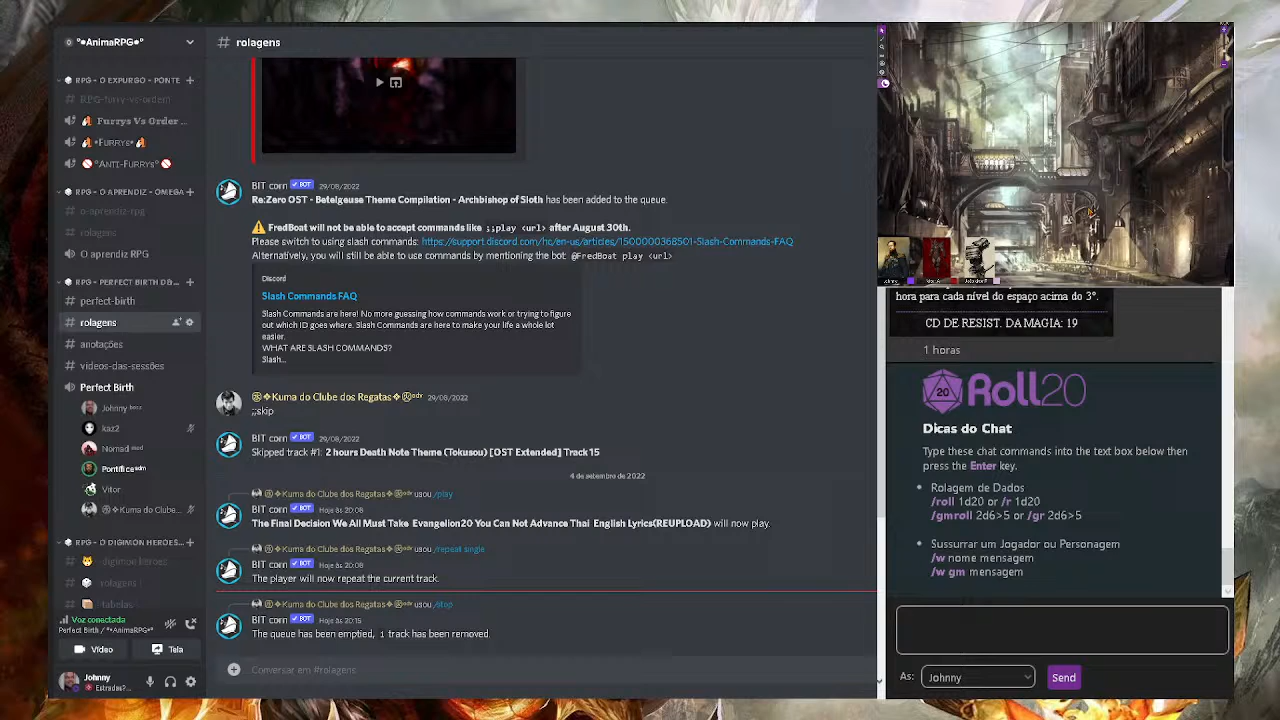 °•AnimaRPG•°
RPG - O EXPURGO - PONTE
RPG-furry-vs-ordem
Furrys Vs Order ...
•Furrys•
°Anti-Furrys°
RPG - O APRENDIZ - OMEGA
o-aprendiz-rpg
rolagens
O aprendiz RPG
RPG - PERFECT BIRTH DB...
perfect-birth
rolagens
anotações
videos-das-sessões
Perfect Birth
Johnny boss
kaz2
Nomad med
Pontifice adm
Vitor
Kuma do Clube...
RPG - O DIGIMON HEROES...
digimoe heroes
rolagens
tabelas
Voz conectada
Perfect Birth / °•AnimaRPG•
Vídeo
Tela
Johnny
Estradas?...
rolagens
BIT corn BOT 29/08/2022
Re:Zero OST - Betelgeuse Theme Compilation - Archbishop of Sloth has been added to the queue.
FredBoat will not be able to accept commands like ;;play <url> after August 30th.
Please switch to using slash commands: https://support.discord.com/hc/en-us/articles/1500000368501-Slash-Commands-FAQ
Alternatively, you will still be able to use commands by mentioning the bot: @FredBoat play <url>
Discord
Slash Commands FAQ
Slash Commands are here! No more guessing how commands work or trying to figure
out which ID goes where. Slash Commands are here to make your life a whole lot
easier.
WHAT ARE SLASH COMMANDS?
Slash...
Kuma do Clube dos Regatas 29/08/2022
;;skip
BIT corn BOT 29/08/2022
Skipped track #1: 2 hours Death Note Theme (Tokusou) [OST Extended] Track 15
4 de setembro de 2022
Kuma do Clube dos Regatas usou /play
BIT corn BOT Hoje às 20:08
The Final Decision We All Must Take Evangelion20 You Can Not Advance Thai English Lyrics(REUPLOAD) will now play.
Kuma do Clube dos Regatas usou /repeat single
BIT corn BOT Hoje às 20:08
The player will now repeat the current track.
Kuma do Clube dos Regatas usou /stop
BIT corn BOT Hoje às 20:15
The queue has been emptied, 1 track has been removed.
Conversar em #rolagens
hora para cada nível do espaço acima do 3°.
CD DE RESIST. DA MAGIA: 19
1 horas
20 Roll20
Dicas do Chat
Type these chat commands into the text box below then
press the Enter key.
Rolagem de Dados
/roll 1d20 or /r 1d20
/gmroll 2d6>5 or /gr 2d6>5
Sussurrar um Jogador ou Personagem
/w nome mensagem
/w gm mensagem
As:
Johnny
Send